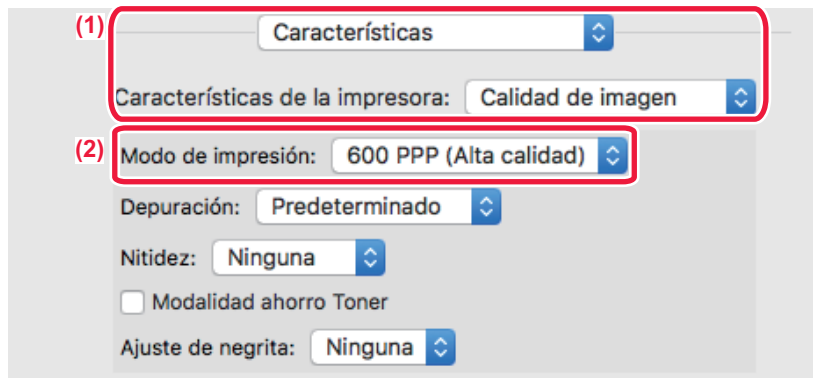 (1) Características
Características de la impresora: Calidad de imagen
(2) Modo de impresión: 600 PPP (Alta calidad)
Depuración: Predeterminado
Nitidez: Ninguna
Modalidad ahorro Toner
Ajuste de negrita: Ninguna